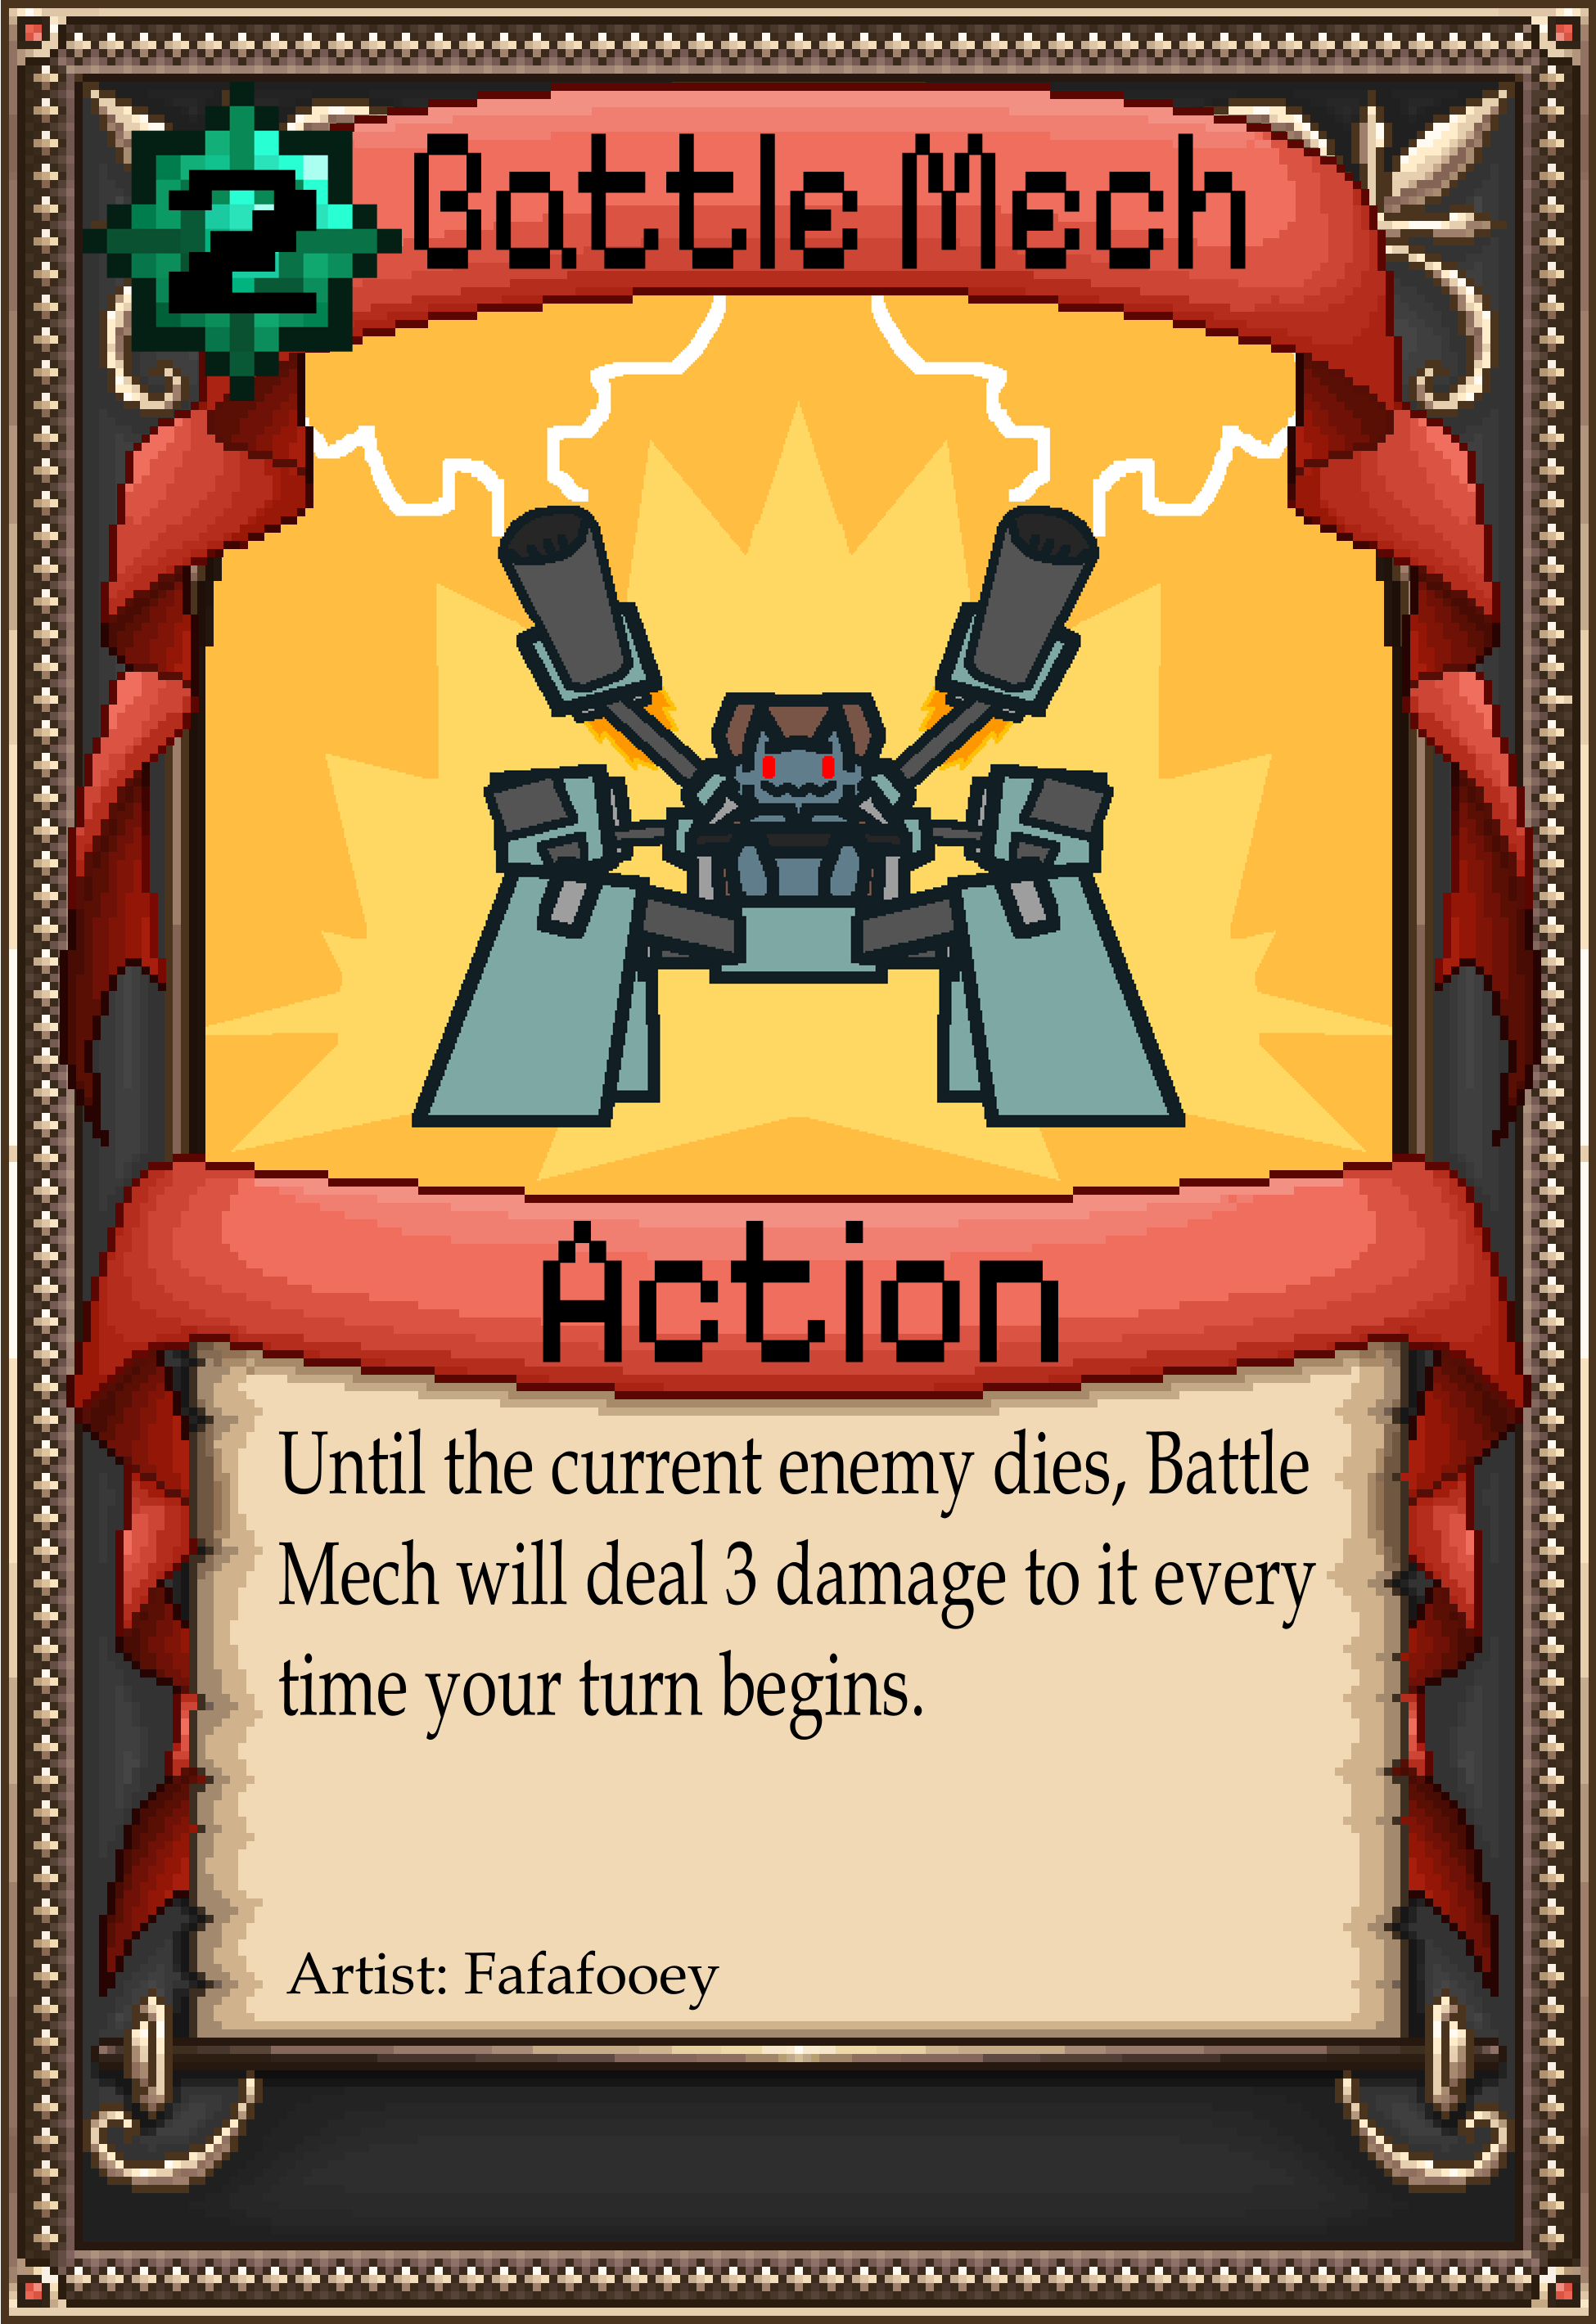 2
Battle Mech
Action
Until the current enemy dies, Battle
Mech will deal 3 damage to it every
time your turn begins.
Artist: Fafafooey